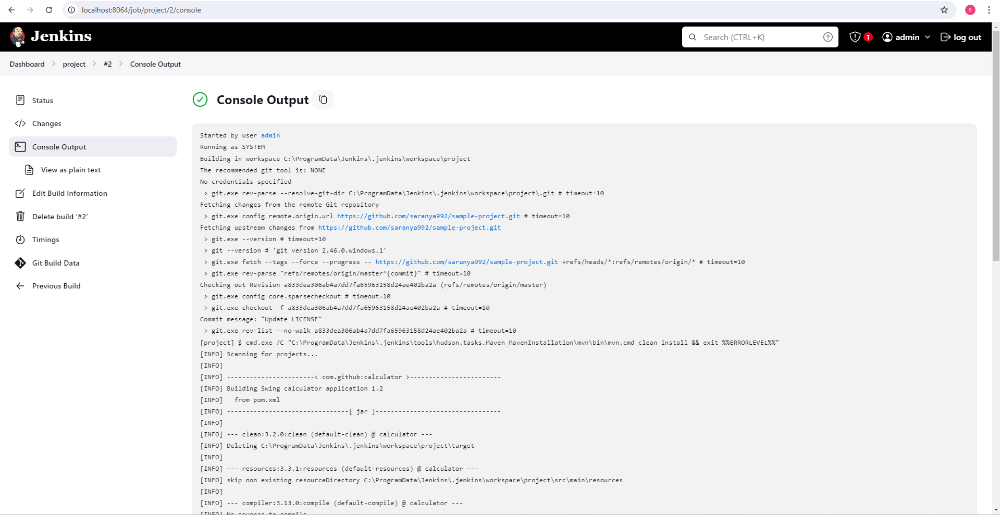 localhost:8064/job/project/2/console
s
Jenkins
Search (CTRL+K)
?
1
admin
log out
Dashboard
project
#2
Console Output
Status
Changes
Console Output
View as plain text
Edit Build Information
Delete build ‘#2’
Timings
Git Build Data
Previous Build
Console Output
Started by user admin
Running as SYSTEM
Building in workspace C:\ProgramData\Jenkins\.jenkins\workspace\project
The recommended git tool is: NONE
No credentials specified
> git.exe rev-parse --resolve-git-dir C:\ProgramData\Jenkins\.jenkins\workspace\project\.git # timeout=10
Fetching changes from the remote Git repository
> git.exe config remote.origin.url https://github.com/saranya992/sample-project.git # timeout=10
Fetching upstream changes from https://github.com/saranya992/sample-project.git
> git.exe --version # timeout=10
> git --version # 'git version 2.46.0.windows.1'
> git.exe fetch --tags --force --progress -- https://github.com/saranya992/sample-project.git +refs/heads/*:refs/remotes/origin/* # timeout=10
> git.exe rev-parse "refs/remotes/origin/master^{commit}" # timeout=10
Checking out Revision a833dea306ab4a7dd7fa65963158d24ae402ba2a (refs/remotes/origin/master)
> git.exe config core.sparsecheckout # timeout=10
> git.exe checkout -f a833dea306ab4a7dd7fa65963158d24ae402ba2a # timeout=10
Commit message: "Update LICENSE"
> git.exe rev-list --no-walk a833dea306ab4a7dd7fa65963158d24ae402ba2a # timeout=10
[project] $ cmd.exe /C "C:\ProgramData\Jenkins\.jenkins\tools\hudson.tasks.Maven_MavenInstallation\mvn\bin\mvn.cmd clean install && exit %%ERRORLEVEL%%"
[INFO] Scanning for projects...
[INFO]
[INFO] -----------------------< com.github:calculator >------------------------
[INFO] Building Swing calculator application 1.2
[INFO]   from pom.xml
[INFO] --------------------------------[ jar ]---------------------------------
[INFO]
[INFO] --- clean:3.2.0:clean (default-clean) @ calculator ---
[INFO] Deleting C:\ProgramData\Jenkins\.jenkins\workspace\project\target
[INFO]
[INFO] --- resources:3.3.1:resources (default-resources) @ calculator ---
[INFO] skip non existing resourceDirectory C:\ProgramData\Jenkins\.jenkins\workspace\project\src\main\resources
[INFO]
[INFO] --- compiler:3.13.0:compile (default-compile) @ calculator ---
[INFO] No sources to compile